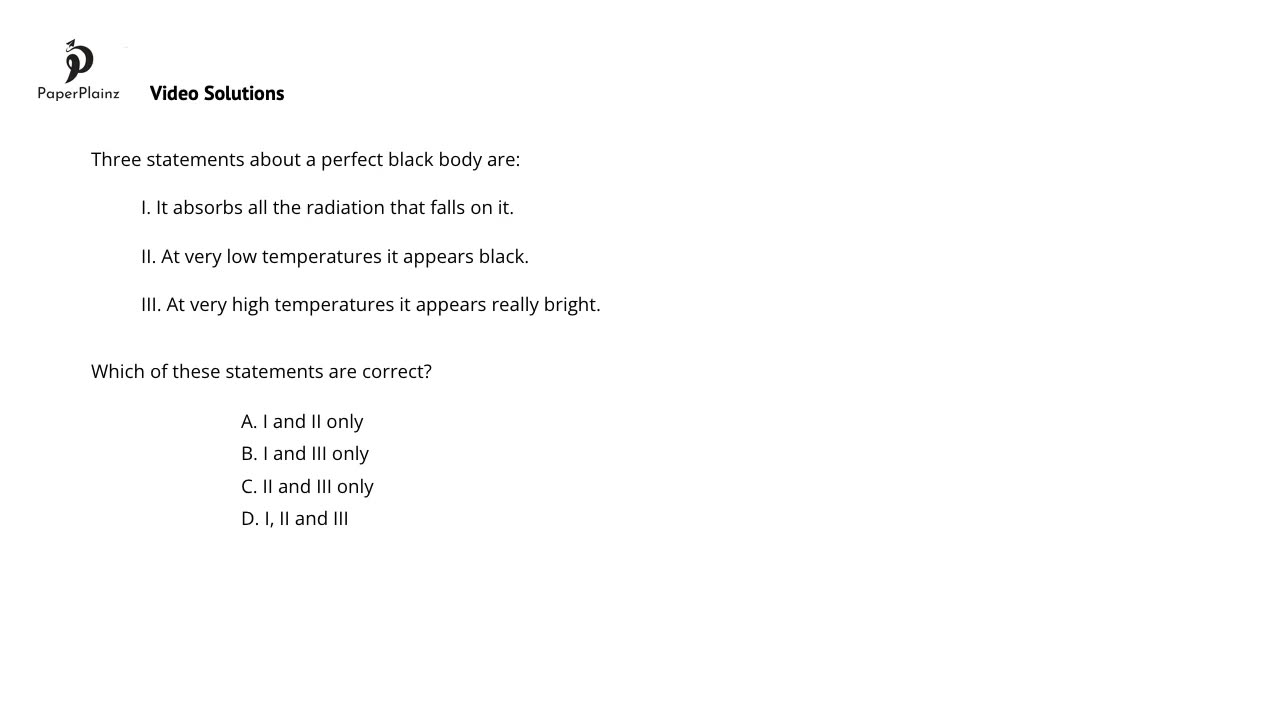 PaperPlainz
Video Solutions
Three statements about a perfect black body are:
I. It absorbs all the radiation that falls on it.
II. At very low temperatures it appears black.
III. At very high temperatures it appears really bright.
Which of these statements are correct?
A. I and II only
B. I and III only
C. II and III only
D. I, II and III